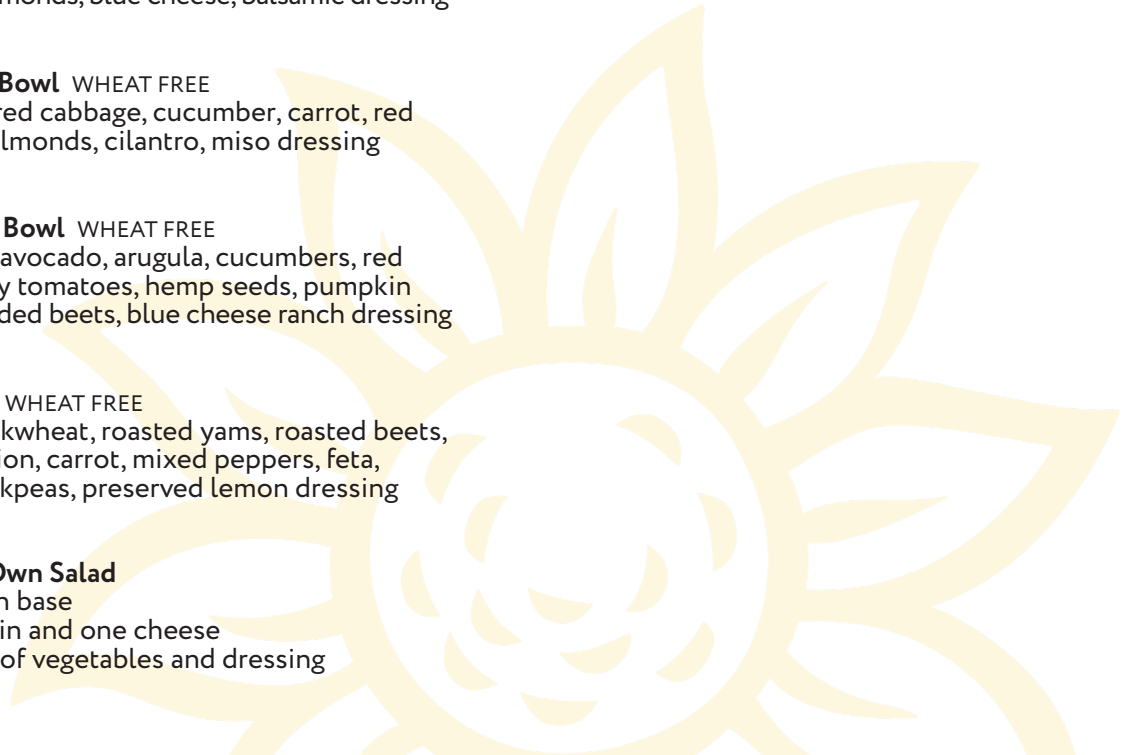 monds, blue cheese, balsamic dressing
Bowl WHEAT FREE
red cabbage, cucumber, carrot, red
lmonds, cilantro, miso dressing
Bowl WHEAT FREE
avocado, arugula, cucumbers, red
y tomatoes, hemp seeds, pumpkin
ded beets, blue cheese ranch dressing
WHEAT FREE
kwheat, roasted yams, roasted beets,
ion, carrot, mixed peppers, feta,
kpeas, preserved lemon dressing
Own Salad
n base
in and one cheese
of vegetables and dressing